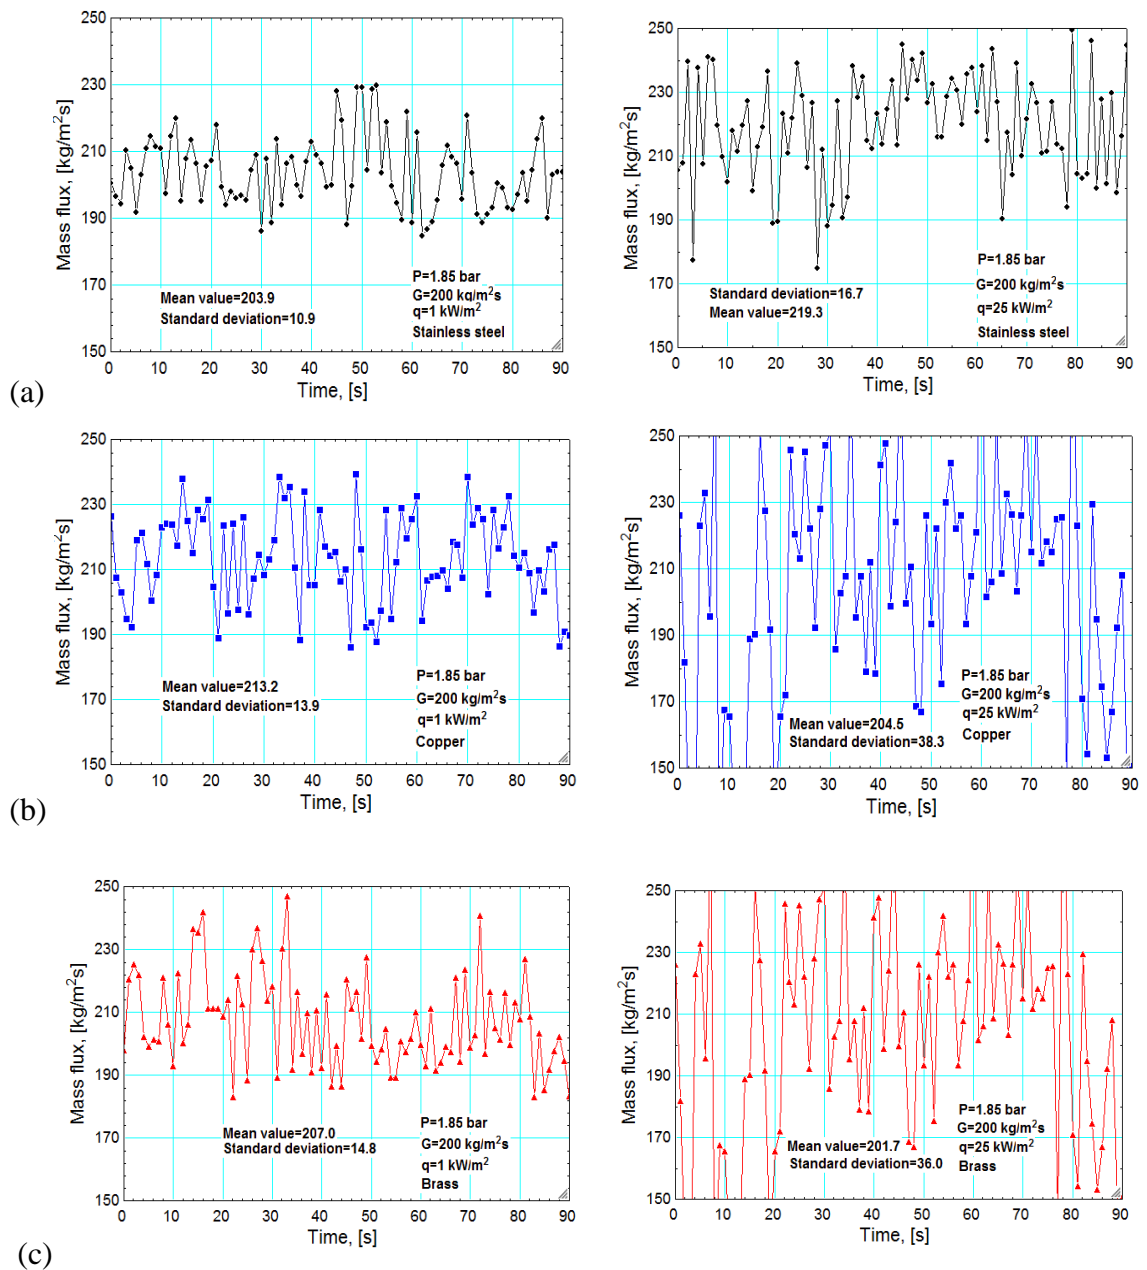 250
230
210
190
170
150
Mass flux, [kg/m²s]
Mean value=203.9
Standard deviation=10.9
P=1.85 bar
G=200 kg/m²s
q=1 kW/m²
Stainless steel
0 10 20 30 40 50 60 70 80 90
Time, [s]
250
230
210
190
170
150
Mass flux, [kg/m²s]
Standard deviation=16.7
Mean value=219.3
P=1.85 bar
G=200 kg/m²s
q=25 kW/m²
Stainless steel
0 10 20 30 40 50 60 70 80 90
Time, [s]
(a)
250
230
210
190
170
150
Mass flux, [kg/m²s]
Mean value=213.2
Standard deviation=13.9
P=1.85 bar
G=200 kg/m²s
q=1 kW/m²
Copper
0 10 20 30 40 50 60 70 80 90
Time, [s]
250
230
210
190
170
150
Mass flux, [kg/m²s]
Mean value=204.5
Standard deviation=38.3
P=1.85 bar
G=200 kg/m²s
q=25 kW/m²
Copper
0 10 20 30 40 50 60 70 80 90
Time, [s]
(b)
250
230
210
190
170
150
Mass flux, [kg/m²s]
Mean value=207.0
Standard deviation=14.8
P=1.85 bar
G=200 kg/m²s
q=1 kW/m²
Brass
0 10 20 30 40 50 60 70 80 90
Time, [s]
250
230
210
190
170
150
Mass flux, [kg/m²s]
Mean value=201.7
Standard deviation=36.0
P=1.85 bar
G=200 kg/m²s
q=25 kW/m²
Brass
0 10 20 30 40 50 60 70 80 90
Time, [s]
(c)